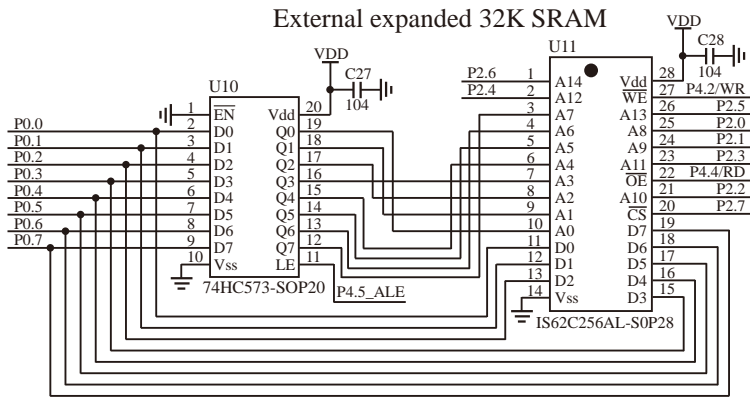 External expanded 32K SRAM
VDD
C27
104
U10
P0.0
P0.1
P0.2
P0.3
P0.4
P0.5
P0.6
P0.7
1 EN Vdd 20
2 D0 Q0 19
3 D1 Q1 18
4 D2 Q2 17
5 D3 Q3 16
6 D4 Q4 15
7 D5 Q5 14
8 D6 Q6 13
9 D7 Q7 12
10 Vss LE 11
74HC573-SOP20
P4.5_ALE
VDD
C28
104
U11
P2.6 1 A14 Vdd 28
P2.4 2 A12 WE 27 P4.2/WR
3 A7 A13 26 P2.5
4 A6 A8 25 P2.0
5 A5 A9 24 P2.1
6 A4 A11 23 P2.3
7 A3 OE 22 P4.4/RD
8 A2 A10 21 P2.2
9 A1 CS 20 P2.7
10 A0 D7 19
11 D0 D6 18
12 D1 D5 17
13 D2 D4 16
14 Vss D3 15
IS62C256AL-S0P28